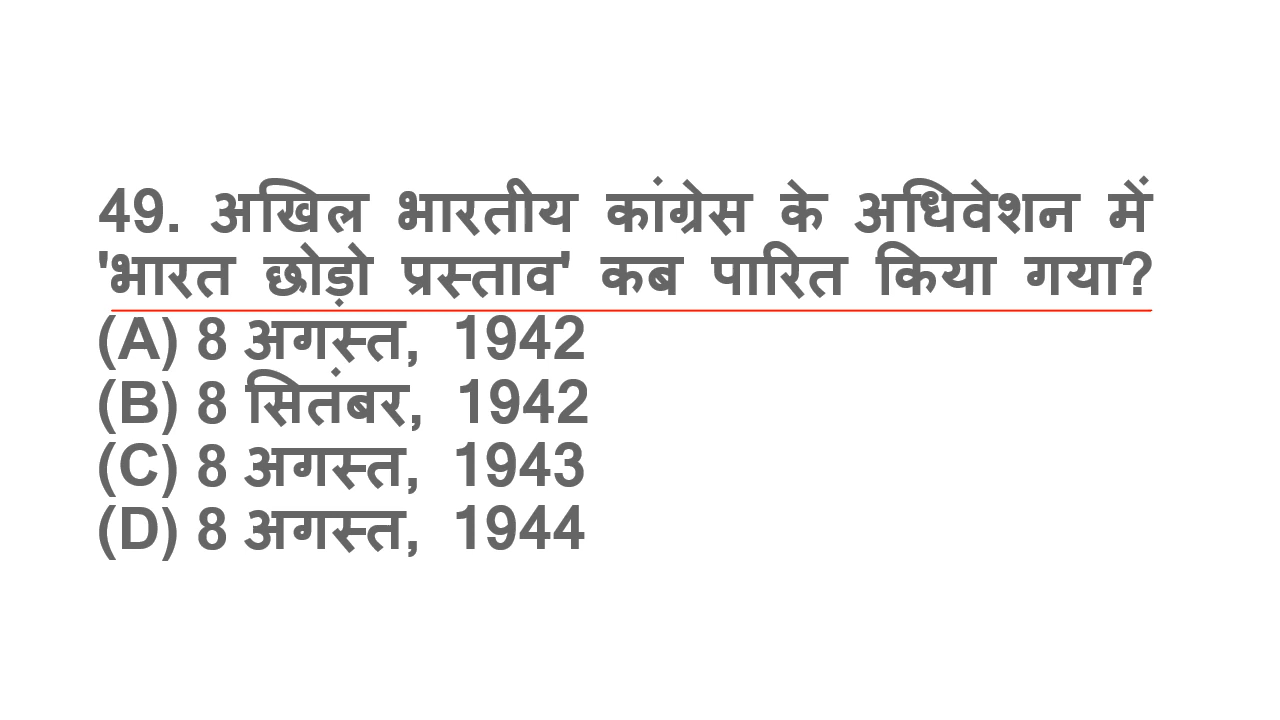 49. अखिल भारतीय कांग्रेस के अधिवेशन में
'भारत छोड़ो प्रस्ताव' कब पारित किया गया?
(A) 8 अगस्त, 1942
(B) 8 सितंबर, 1942
(C) 8 अगस्त, 1943
(D) 8 अगस्त, 1944